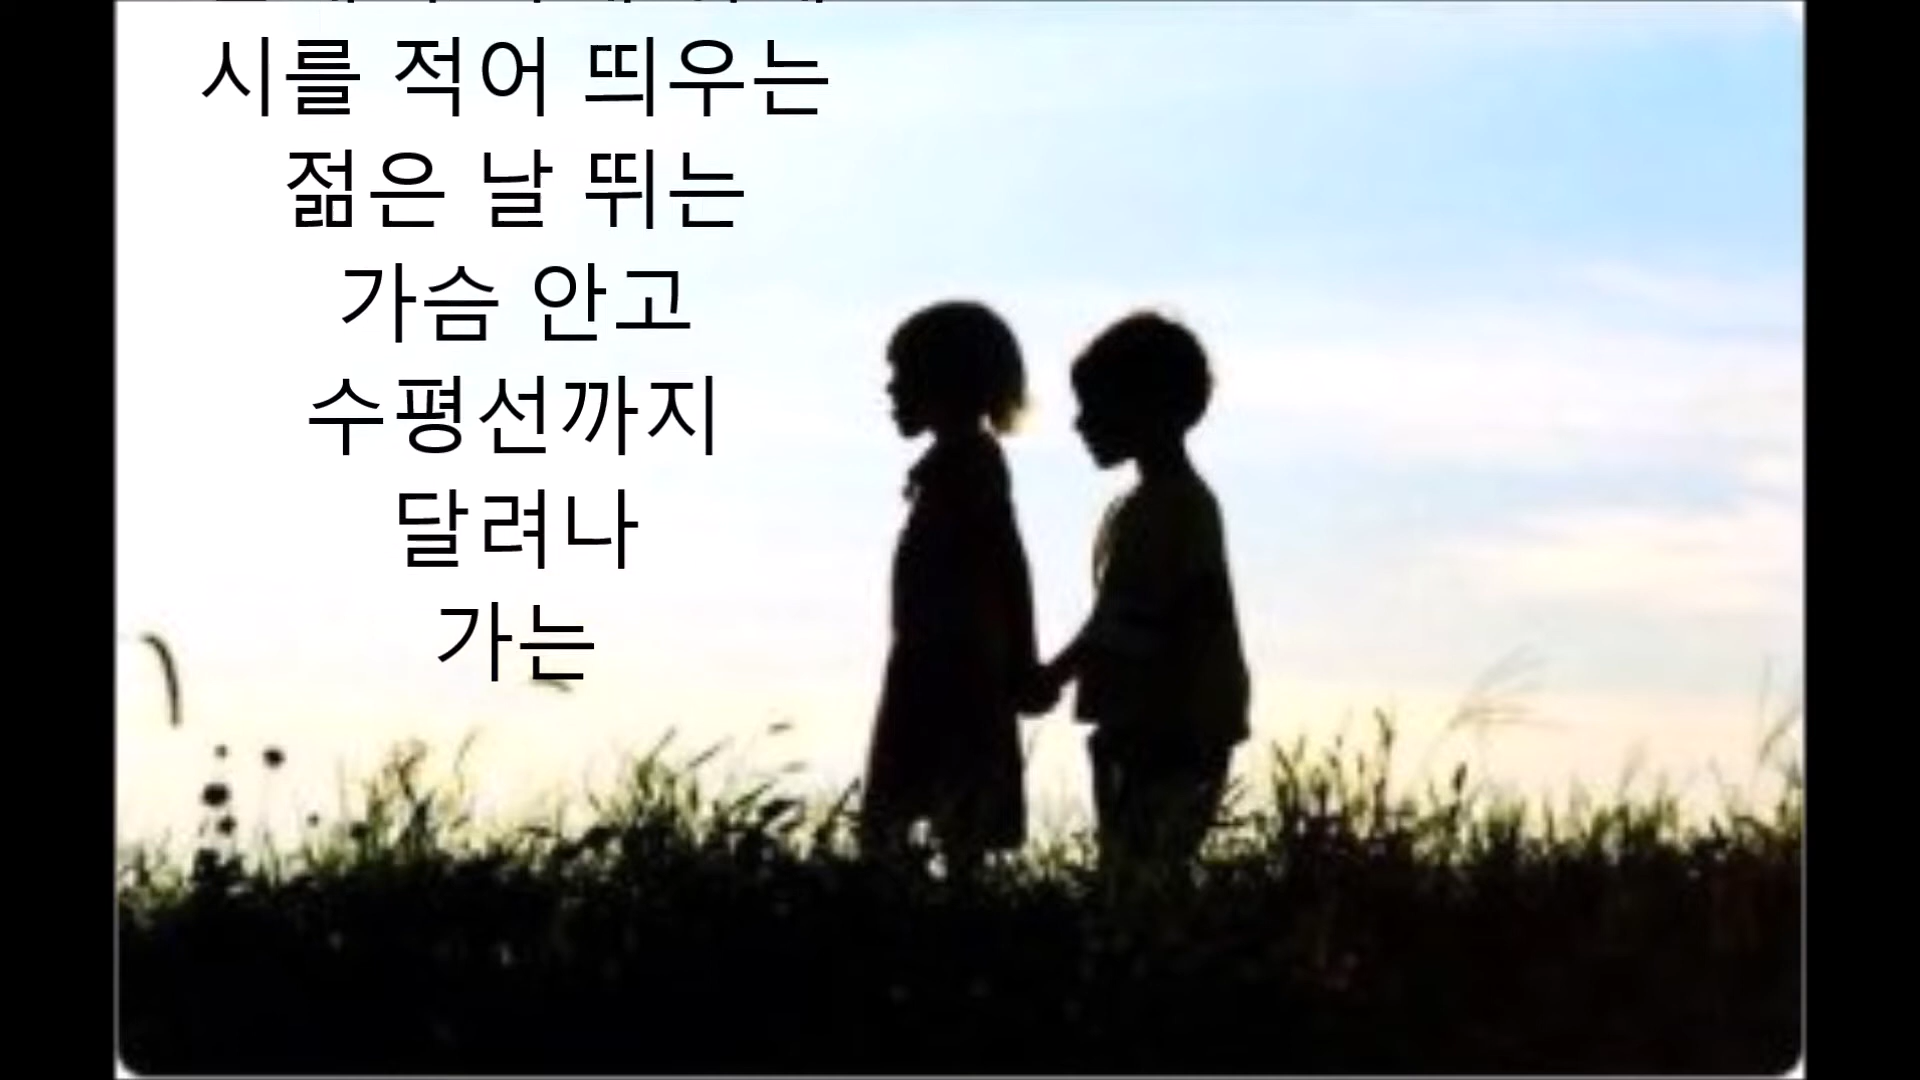 시를 적어 띄우는
젊은 날 뛰는
가슴 안고
수평선까지
달려나
가는